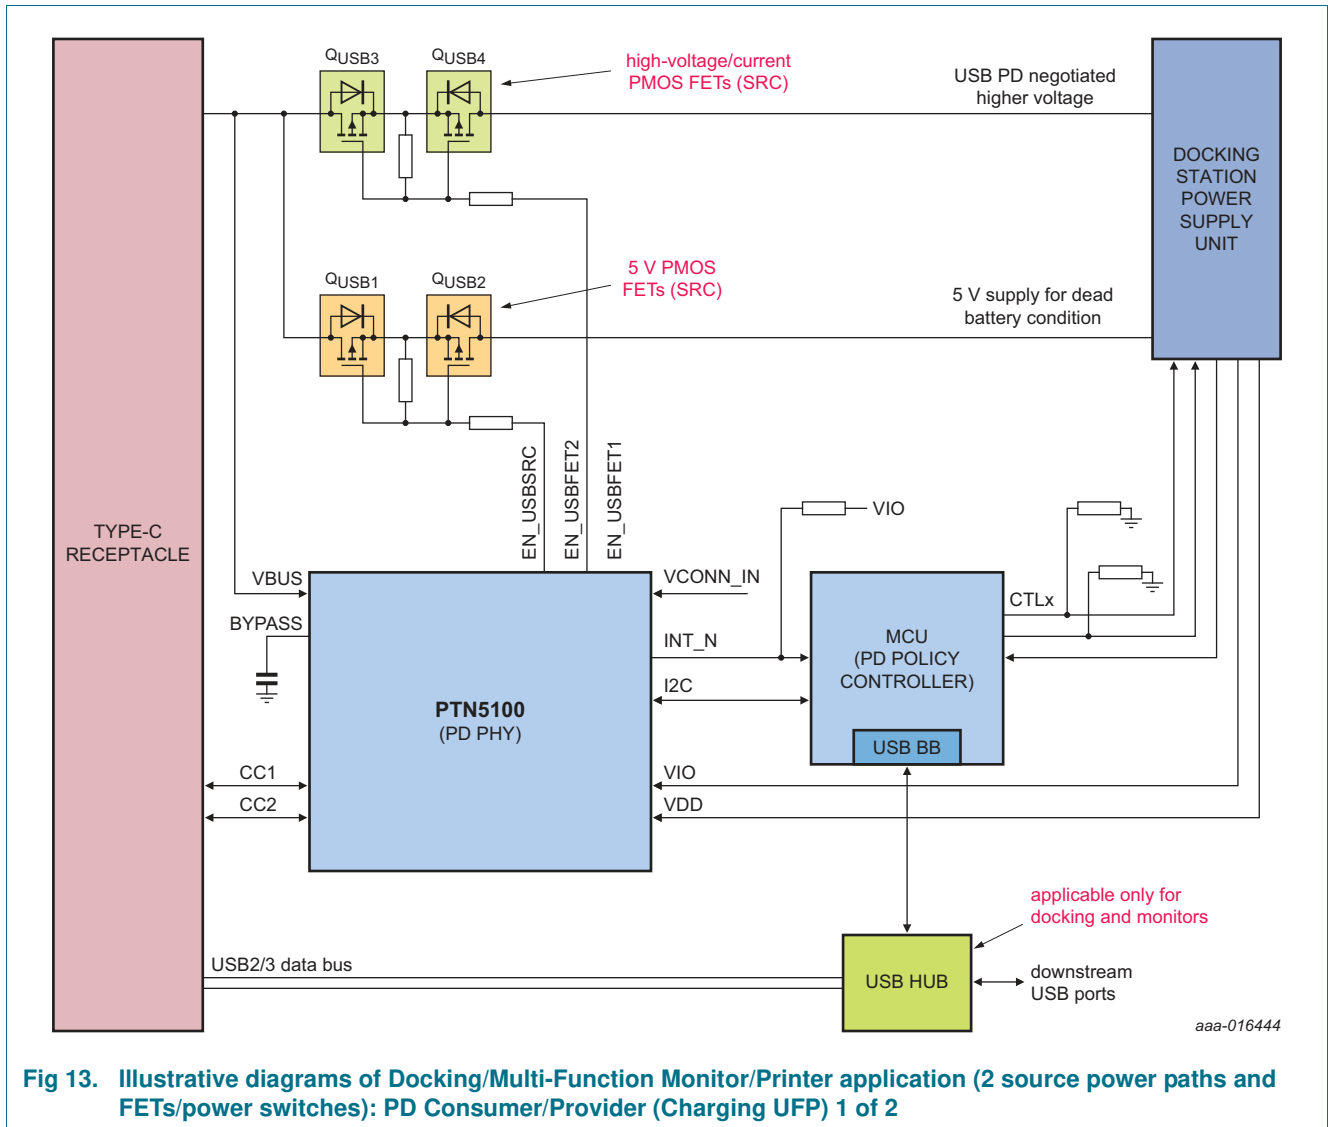 QUSB3
QUSB4
high-voltage/current
PMOS FETs (SRC)
USB PD negotiated
higher voltage
DOCKING
STATION
POWER
SUPPLY
UNIT
QUSB1
QUSB2
5 V PMOS
FETs (SRC)
5 V supply for dead
battery condition
EN_USBSRC
EN_USBFET2
EN_USBFET1
VIO
TYPE-C
RECEPTACLE
VBUS
VCONN_IN
CTLx
BYPASS
INT_N
MCU
(PD POLICY
CONTROLLER)
I2C
PTN5100
(PD PHY)
USB BB
CC1
VIO
CC2
VDD
applicable only for
docking and monitors
USB2/3 data bus
USB HUB
downstream
USB ports
aaa-016444
Fig 13. Illustrative diagrams of Docking/Multi-Function Monitor/Printer application (2 source power paths and
FETs/power switches): PD Consumer/Provider (Charging UFP) 1 of 2